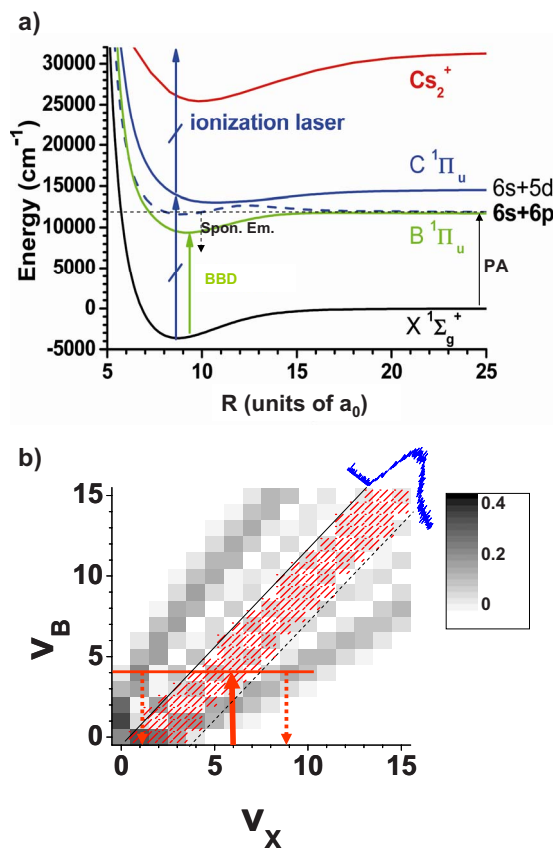 a)
30000
25000
20000
15000
10000
5000
0
-5000
Energy (cm⁻¹)
Cs₂⁺
ionization laser
C ¹Πᵤ
6s+5d
6s+6p
Spon. Em.
B ¹Πᵤ
BBD
PA
X ¹Σg⁺
5 10 15 20 25
R (units of a₀)
b)
15
10
5
0
v_B
0.4
0.2
0
0 5 10 15
v_X